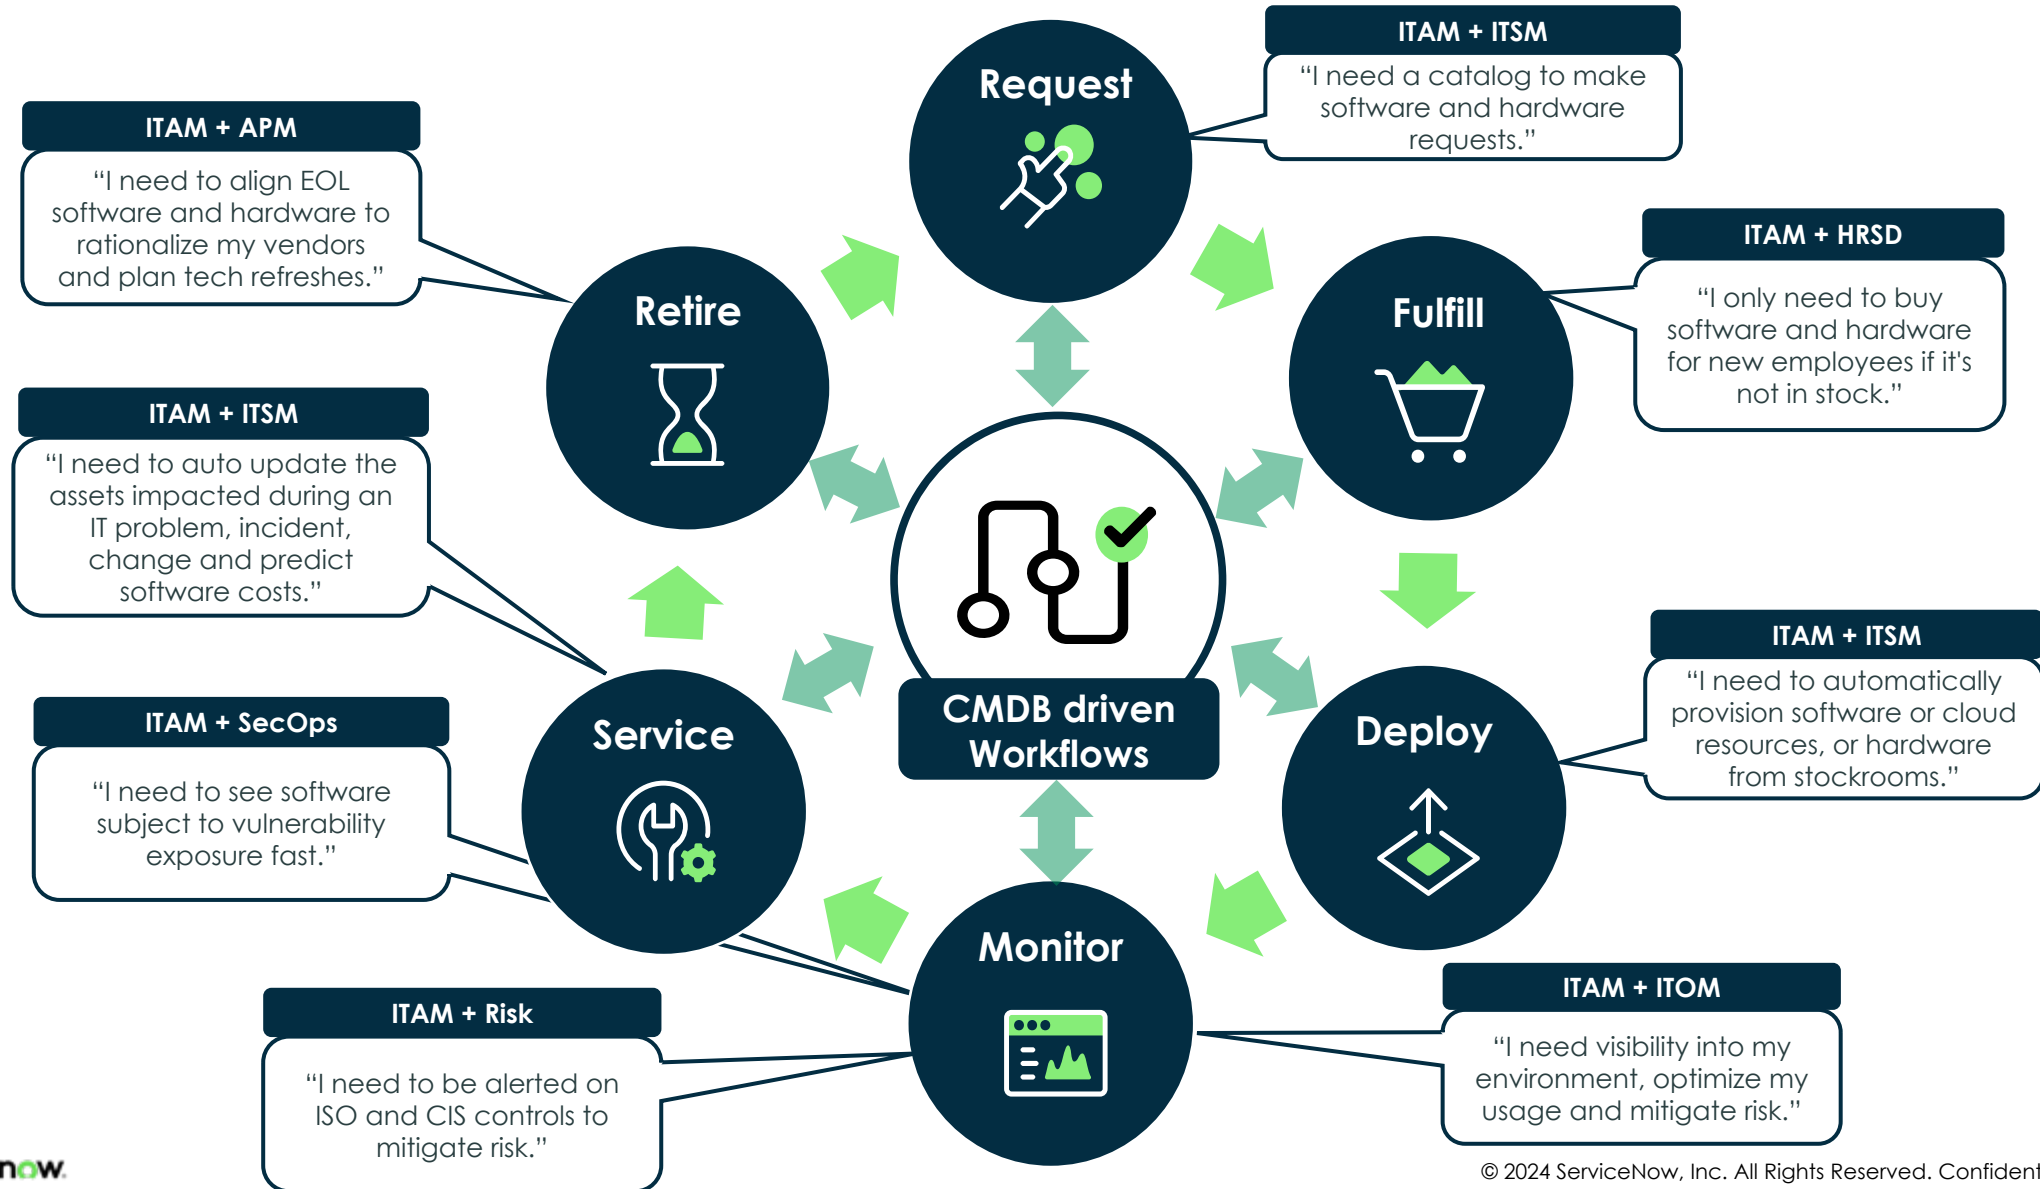 Request
ITAM + ITSM
“I need a catalog to make
software and hardware
requests.”
ITAM + APM
“I need to align EOL
software and hardware to
rationalize my vendors
and plan tech refreshes.”
Retire
Fulfill
ITAM + HRSD
“I only need to buy
software and hardware
for new employees if it's
not in stock.”
ITAM + ITSM
“I need to auto update the
assets impacted during an
IT problem, incident,
change and predict
software costs.”
CMDB driven
Workflows
Service
Deploy
ITAM + ITSM
“I need to automatically
provision software or cloud
resources, or hardware
from stockrooms.”
ITAM + SecOps
“I need to see software
subject to vulnerability
exposure fast.”
Monitor
ITAM + Risk
“I need to be alerted on
ISO and CIS controls to
mitigate risk.”
ITAM + ITOM
“I need visibility into my
environment, optimize my
usage and mitigate risk.”
now.
© 2024 ServiceNow, Inc. All Rights Reserved. Confident